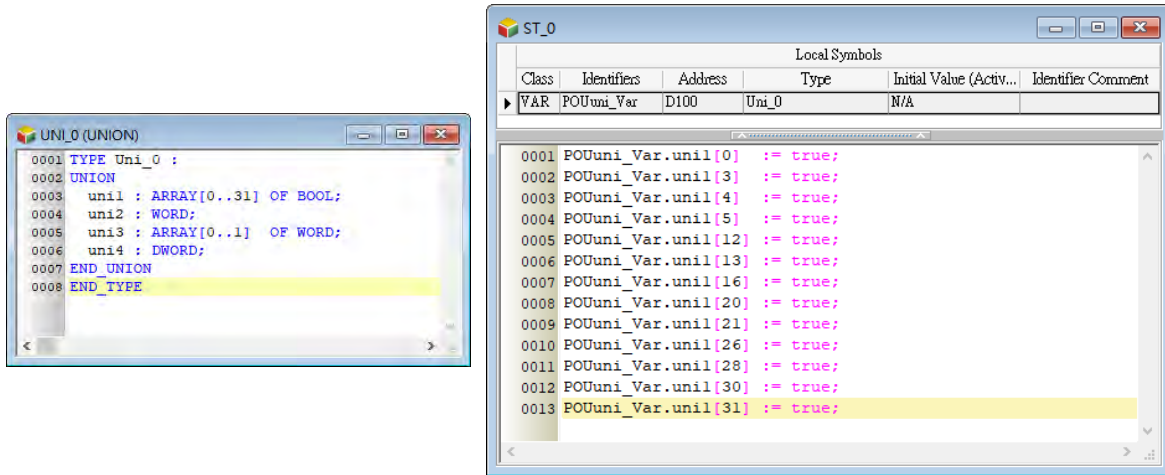 UNI_0 (UNION)
0001 TYPE Uni_0 :
0002 UNION
0003 uni1 : ARRAY[0..31] OF BOOL;
0004 uni2 : WORD;
0005 uni3 : ARRAY[0..1] OF WORD;
0006 uni4 : DWORD;
0007 END_UNION
0008 END_TYPE
ST_0
Local Symbols
Class Identifiers Address Type Initial Value (Activ... Identifier Comment
VAR POUuni_Var D100 Uni_0 N/A
0001 POUuni_Var.uni1[0] := true;
0002 POUuni_Var.uni1[3] := true;
0003 POUuni_Var.uni1[4] := true;
0004 POUuni_Var.uni1[5] := true;
0005 POUuni_Var.uni1[12] := true;
0006 POUuni_Var.uni1[13] := true;
0007 POUuni_Var.uni1[16] := true;
0008 POUuni_Var.uni1[20] := true;
0009 POUuni_Var.uni1[21] := true;
0010 POUuni_Var.uni1[26] := true;
0011 POUuni_Var.uni1[28] := true;
0012 POUuni_Var.uni1[30] := true;
0013 POUuni_Var.uni1[31] := true;